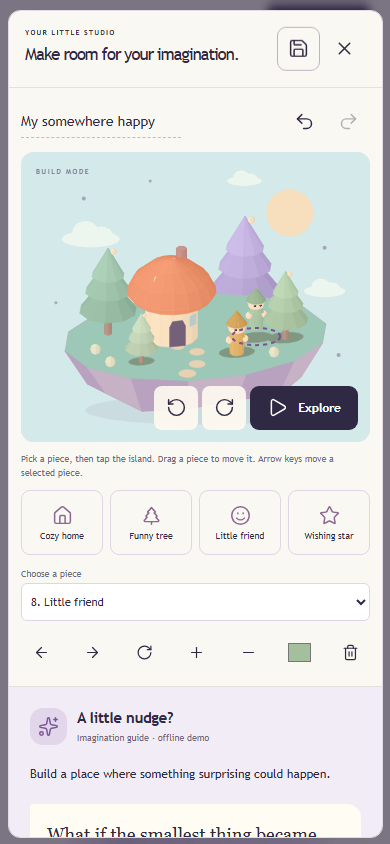 YOUR LITTLE STUDIO
Make room for your imagination.
My somewhere happy
BUILD MODE
Explore
Pick a piece, then tap the island. Drag a piece to move it. Arrow keys move a
selected piece.
Cozy home
Funny tree
Little friend
Wishing star
Choose a piece
8. Little friend
A little nudge?
Imagination guide · offline demo
Build a place where something surprising could happen.
What if the smallest thing became